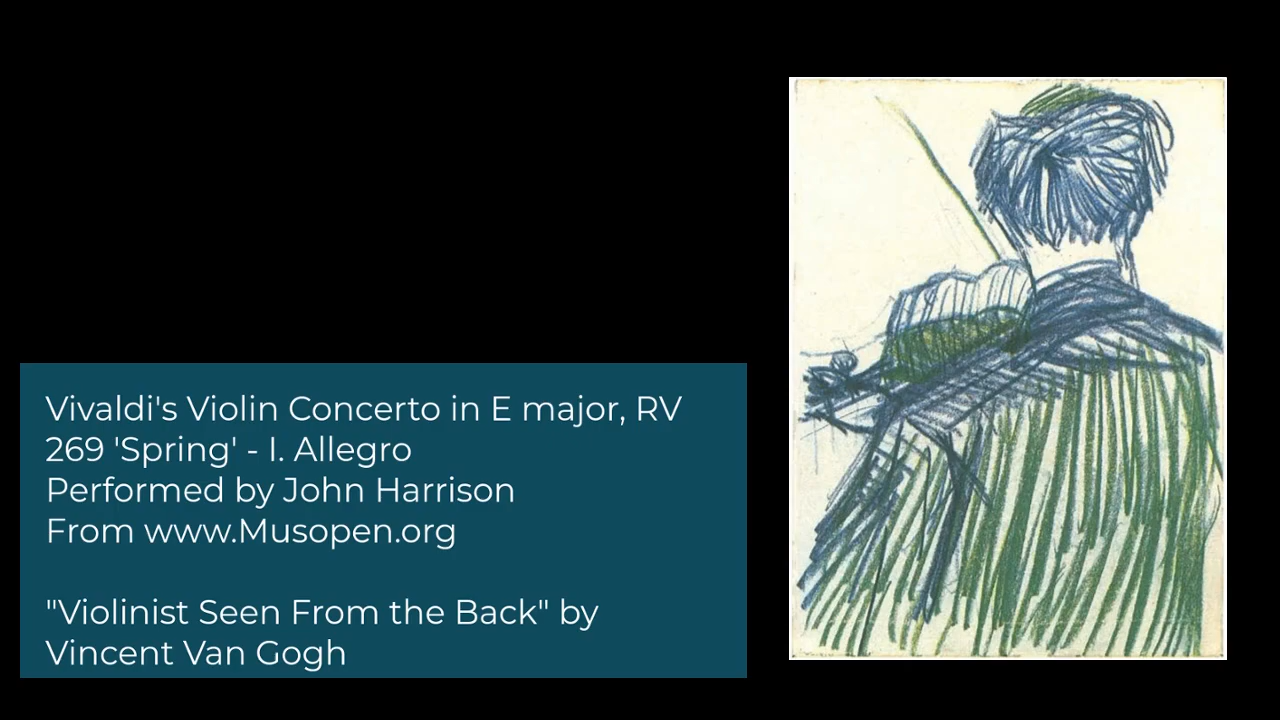 Vivaldi's Violin Concerto in E major, RV
269 'Spring' - I. Allegro
Performed by John Harrison
From www.Musopen.org
"Violinist Seen From the Back" by
Vincent Van Gogh